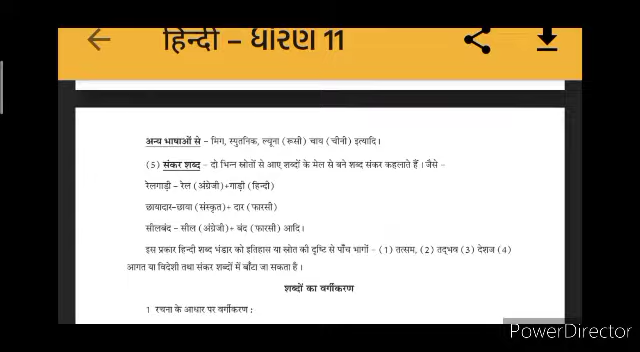 हिन्दी – ધોરણ 11
अन्य भाषाओं से – मिग, स्पुतनिक, ल्यूना (रूसी) चाय (चीनी) इत्यादि।
(5) संकर शब्द – दो भिन्न स्रोतों से आए शब्दों के मेल से बने शब्द संकर कहलाते हैं। जैसे –
रेलगाड़ी – रेल (अंग्रेजी)+गाड़ी (हिन्दी)
छायादार–छाया (संस्कृत)+ दार (फारसी)
सीलबंद – सील (अंग्रेजी)+ बंद (फारसी) आदि।
इस प्रकार हिन्दी शब्द भंडार को इतिहास या स्रोत की दृष्टि से पाँच भागों – (1) तत्सम, (2) तद्भव (3) देशज (4)
आगत या विदेशी तथा संकर शब्दों में बाँटा जा सकता है।
शब्दों का वर्गीकरण
1 रचना के आधार पर वर्गीकरण :
PowerDirector